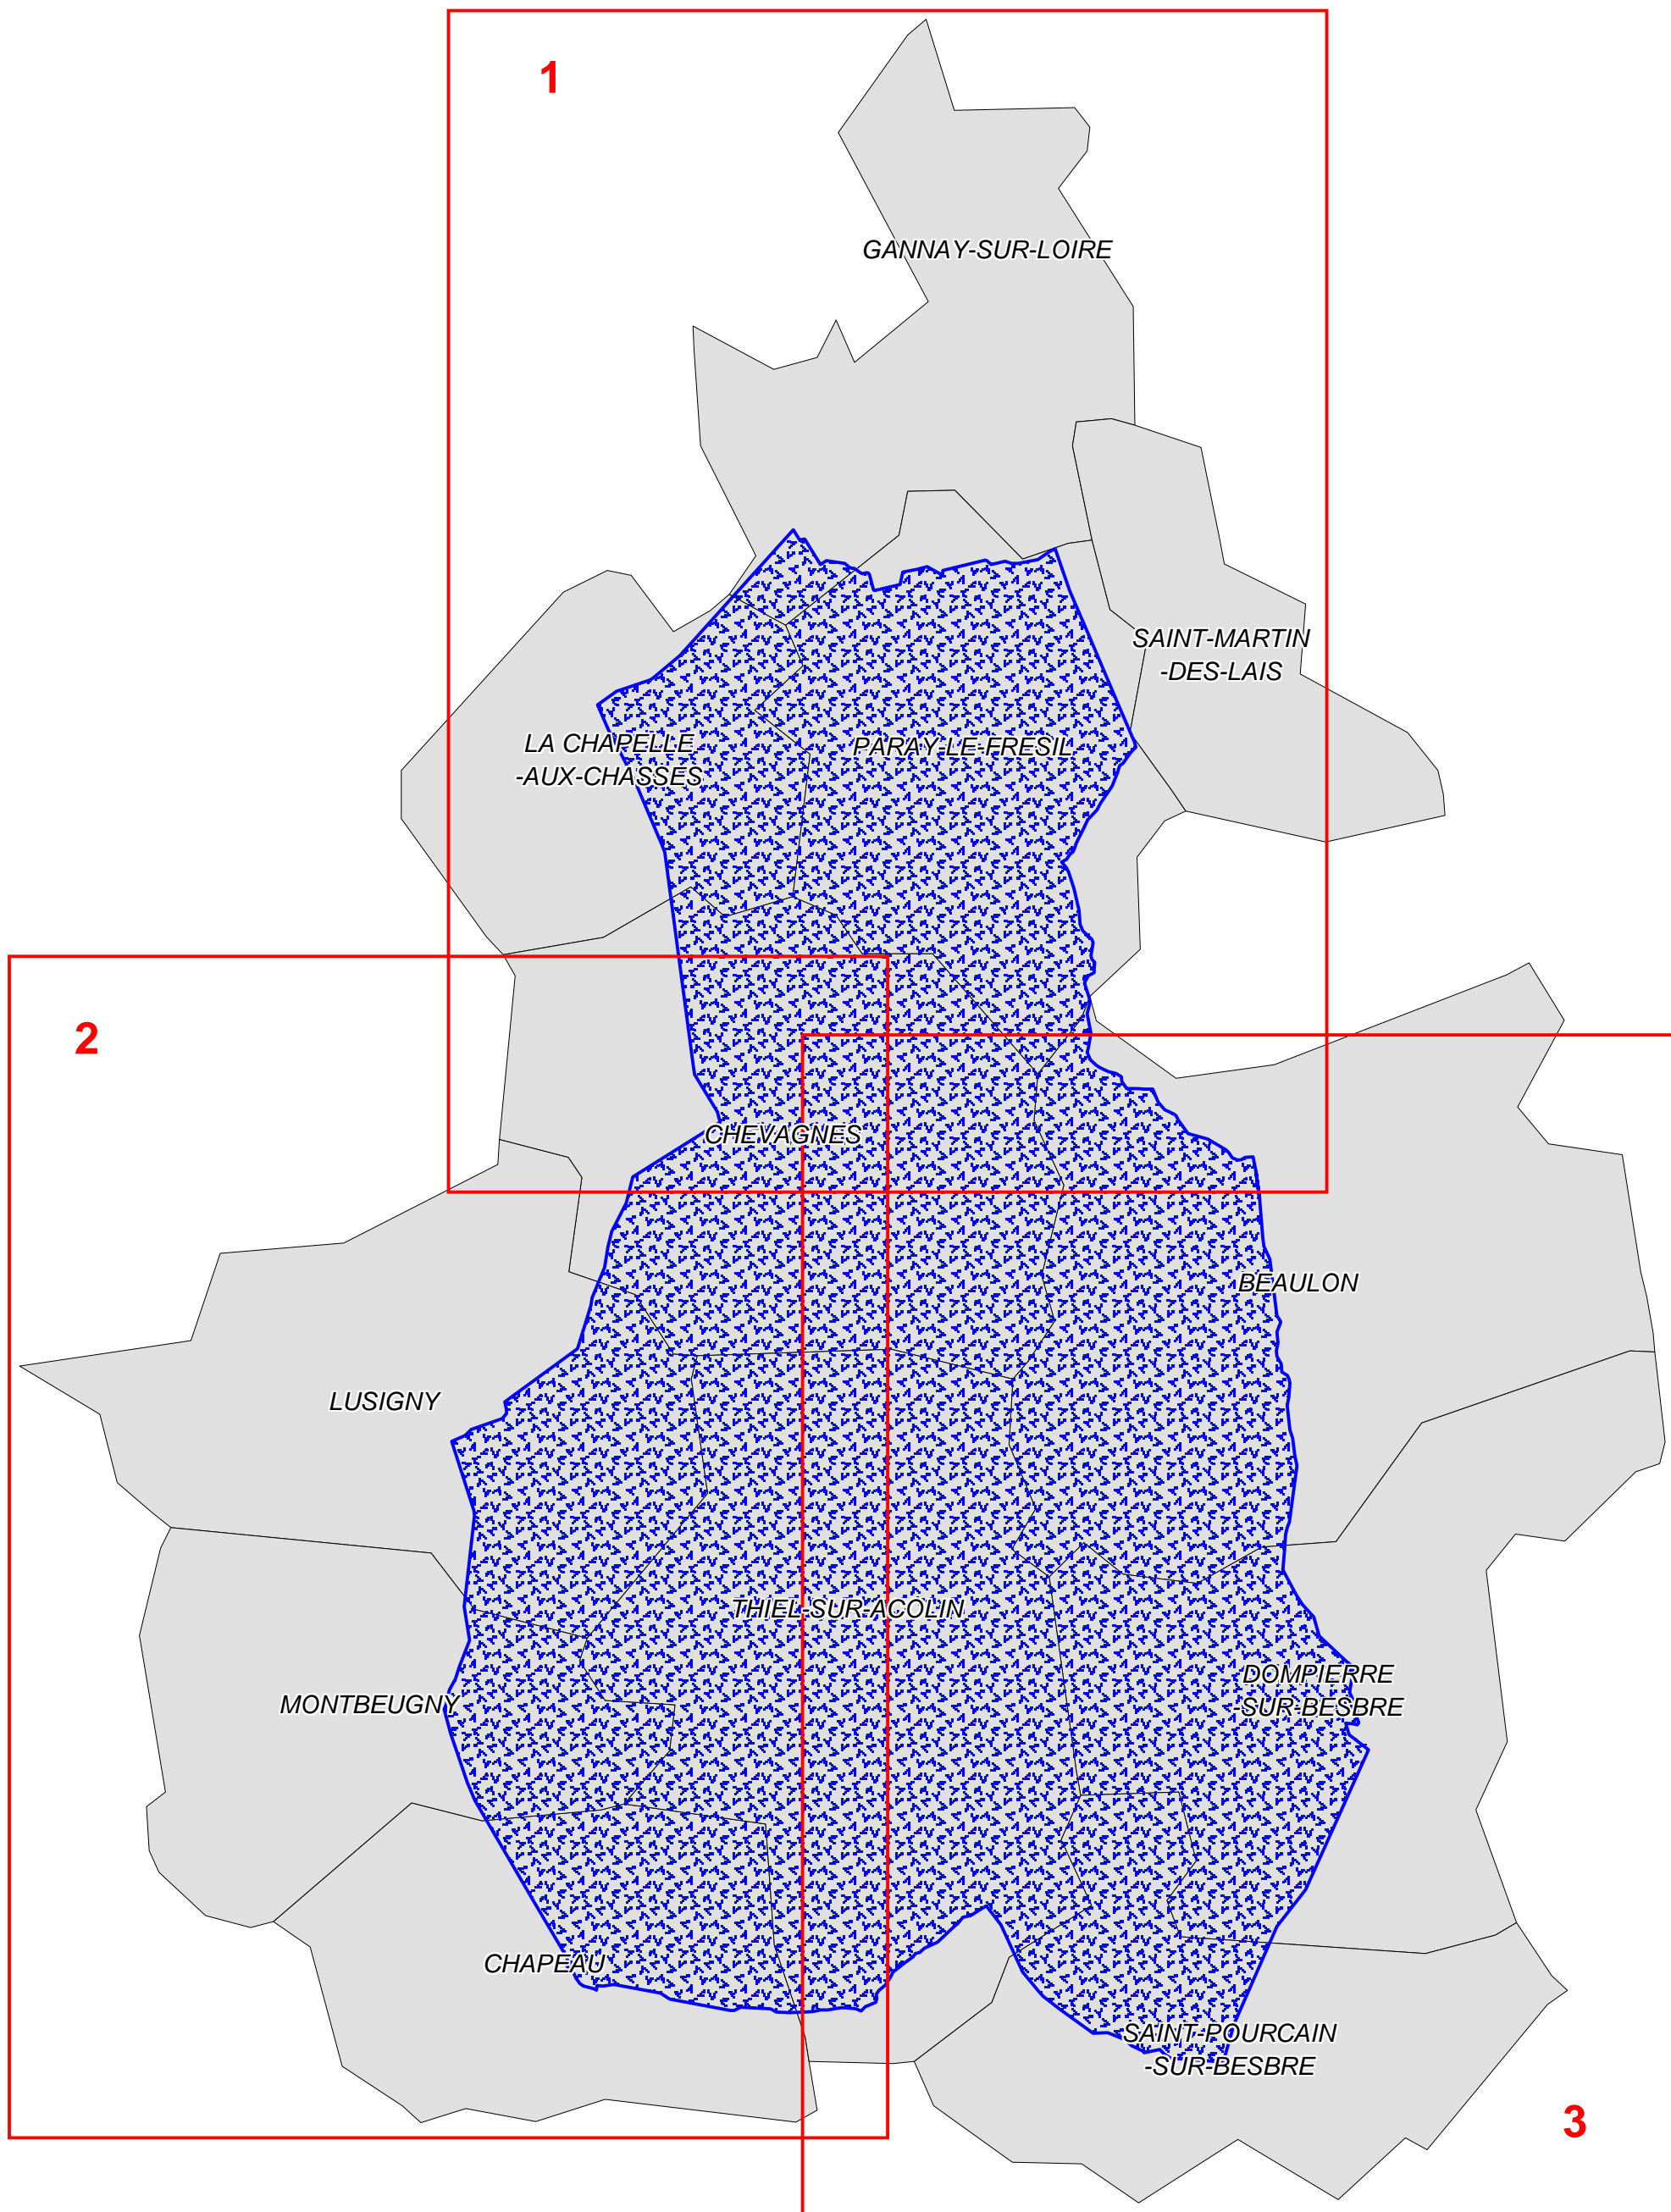 1
GANNAY-SUR-LOIRE
SAINT-MARTIN
-DES-LAIS
LA CHAPELLE
-AUX-CHASSES
PARAY-LE-FRESIL
2
CHEVAGNES
BEAULON
LUSIGNY
THIEL-SUR-ACOLIN
DOMPIERRE
-SUR-BESBRE
MONTBEUGNY
CHAPEAU
SAINT-POURCAIN
-SUR-BESBRE
3